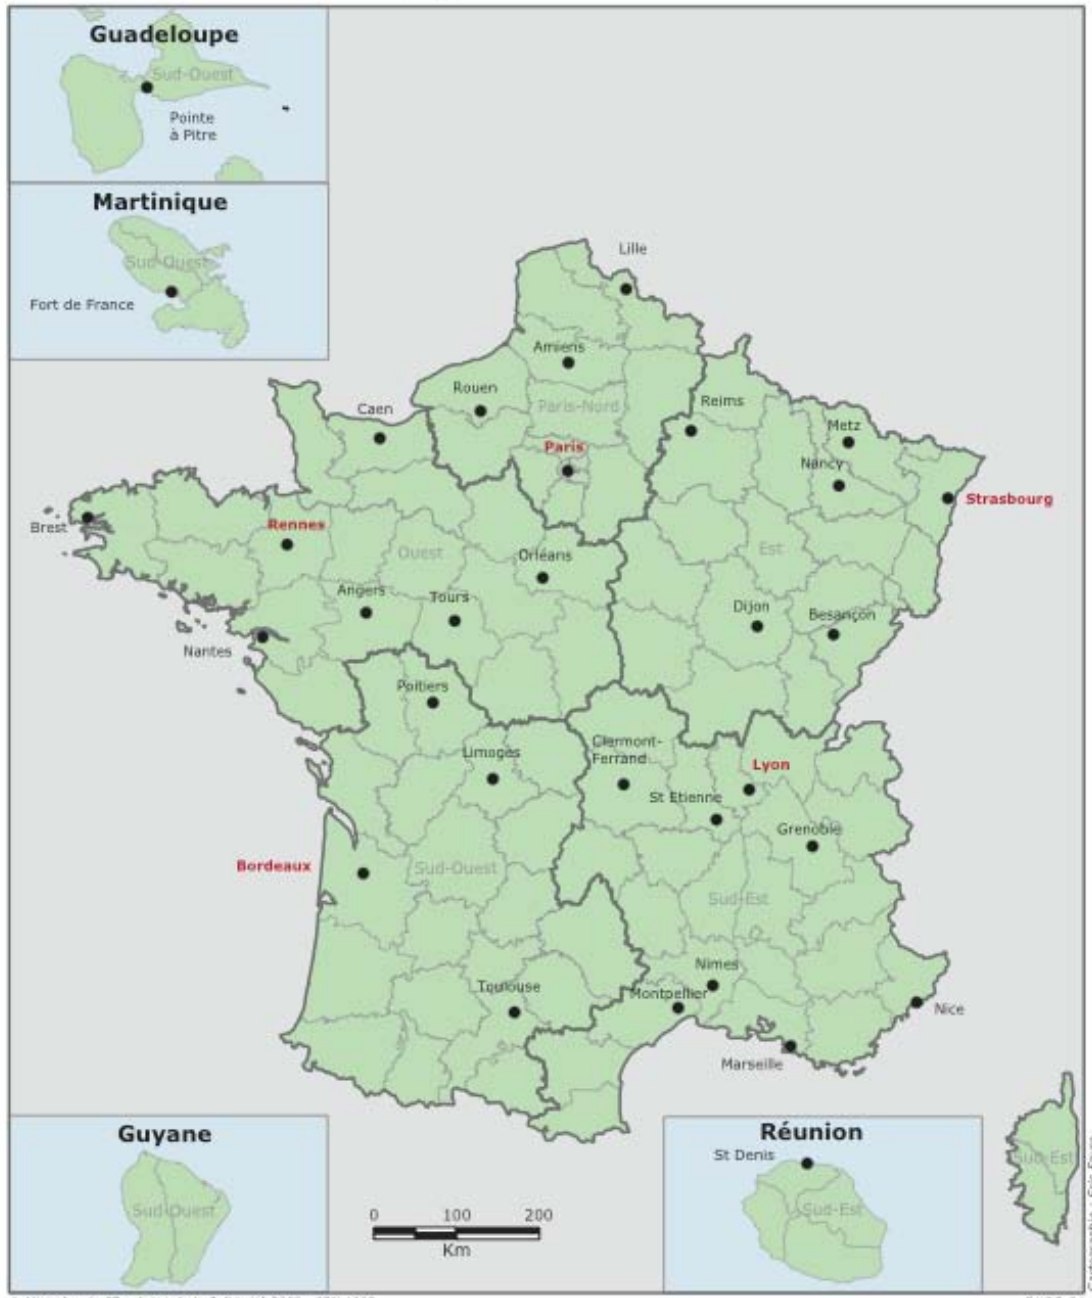 Guadeloupe
Sud-Ouest
Pointe
à Pitre
Martinique
Sud-Ouest
Fort de France
Lille
Amiens
Rouen
Paris-Nord
Reims
Caen
Metz
Paris
Nancy
Strasbourg
Brest
Rennes
Ouest
Orléans
Est
Angers
Tours
Dijon
Besançon
Nantes
Poitiers
Clermont-
Ferrand
Limoges
Lyon
St Etienne
Grenoble
Bordeaux
Sud-Ouest
Sud-Est
Nimes
Toulouse
Montpellier
Nice
Marseille
Guyane
Sud-Ouest
0 100 200
Km
Réunion
St Denis
Sud-Est
Sud-Est